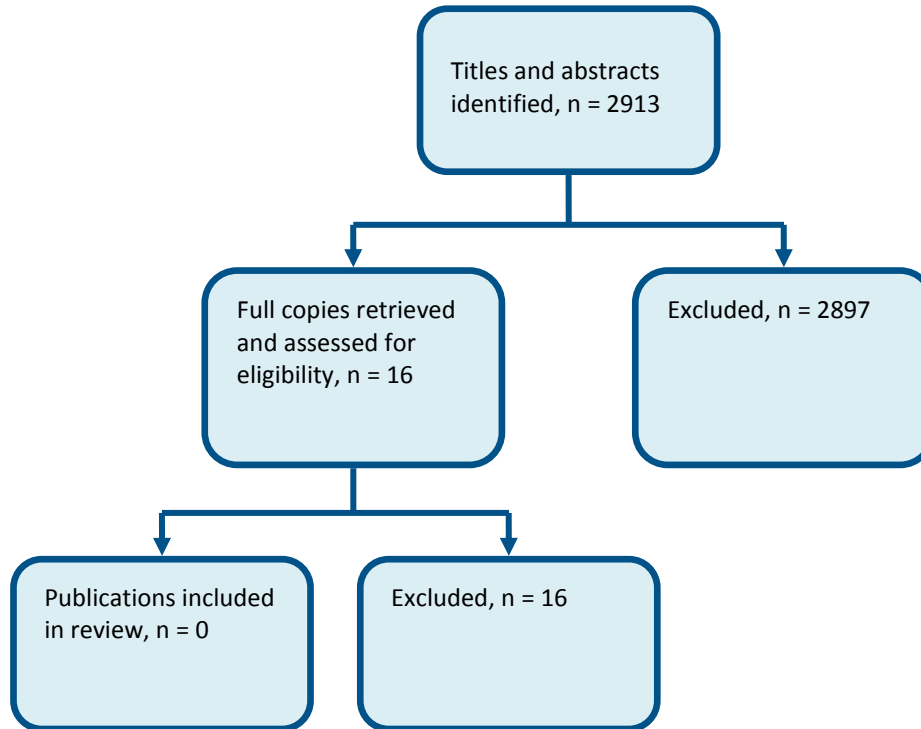 Titles and abstracts
identified, n = 2913
Full copies retrieved
and assessed for
eligibility, n = 16
Excluded, n = 2897
Publications included
in review, n = 0
Excluded, n = 16